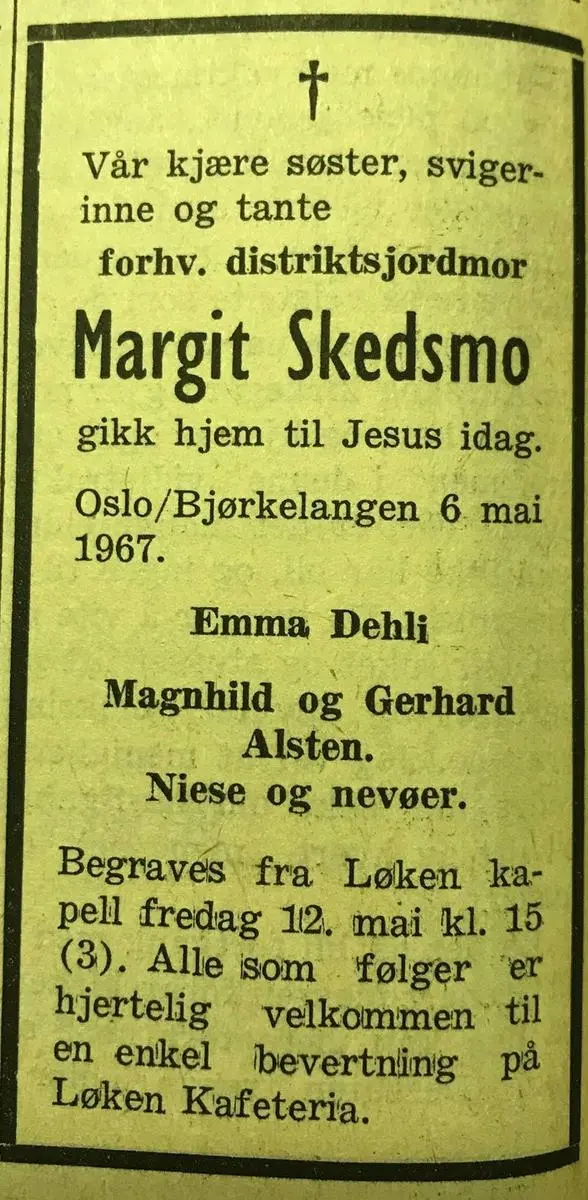 Vår kjære søster, sviger-
inne og tante
forhv. distriktsjordmor
Margit Skedsmo
gikk hjem til Jesus idag.
Oslo/Bjørkelangen 6 mai
1967.
Emma Dehli
Magnhild og Gerhard
Alsten.
Niese og nevøer.
Begraves fra Løken ka-
pell fredag 12. mai kl. 15
(3). Alle som følger er
hjertelig velkommen til
en enkel bevertning på
Løken Kafeteria.